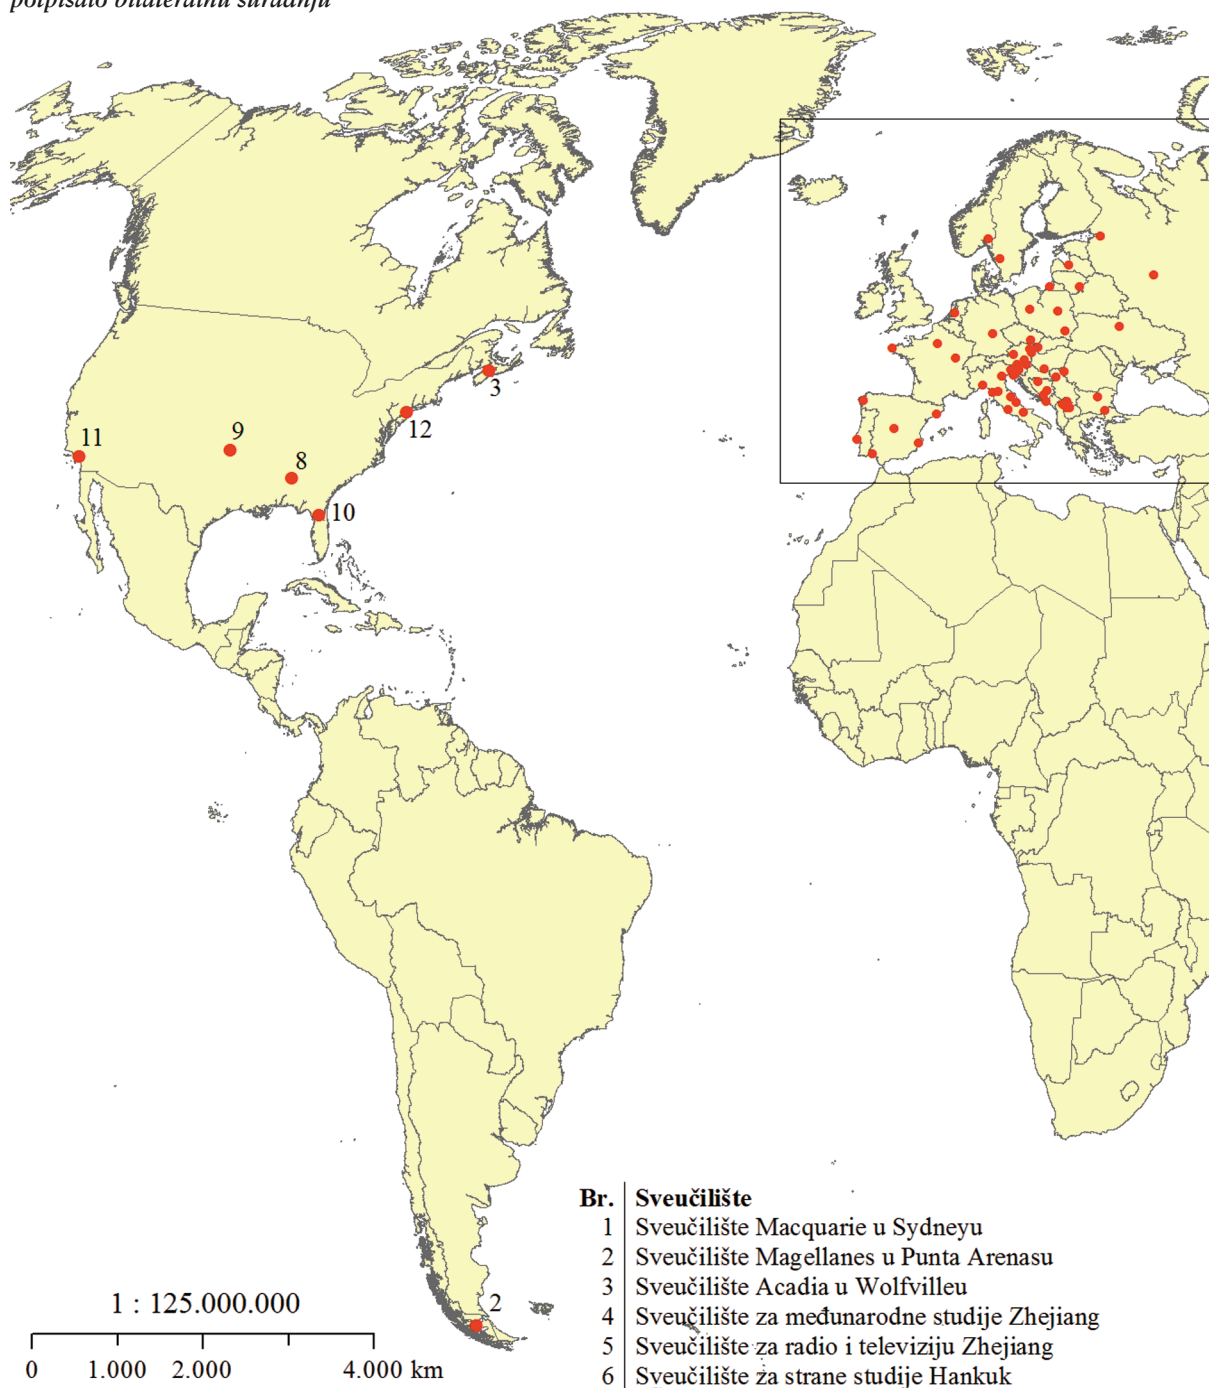 potpisalo bilateralnu suradnju
3
12
11
9
8
10
2
Br. Sveučilište
1 Sveučilište Macquarie u Sydneyu
2 Sveučilište Magellanes u Punta Arenasu
3 Sveučilište Acadia u Wolfvilleu
4 Sveučilište za međunarodne studije Zhejiang
5 Sveučilište za radio i televiziju Zhejiang
6 Sveučilište za strane studije Hankuk
1 : 125.000.000
0 1.000 2.000 4.000 km